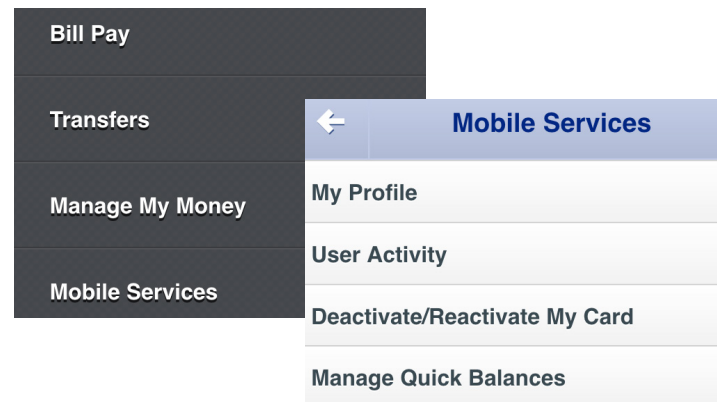 Bill Pay
Transfers
Manage My Money
Mobile Services
Mobile Services
My Profile
User Activity
Deactivate/Reactivate My Card
Manage Quick Balances